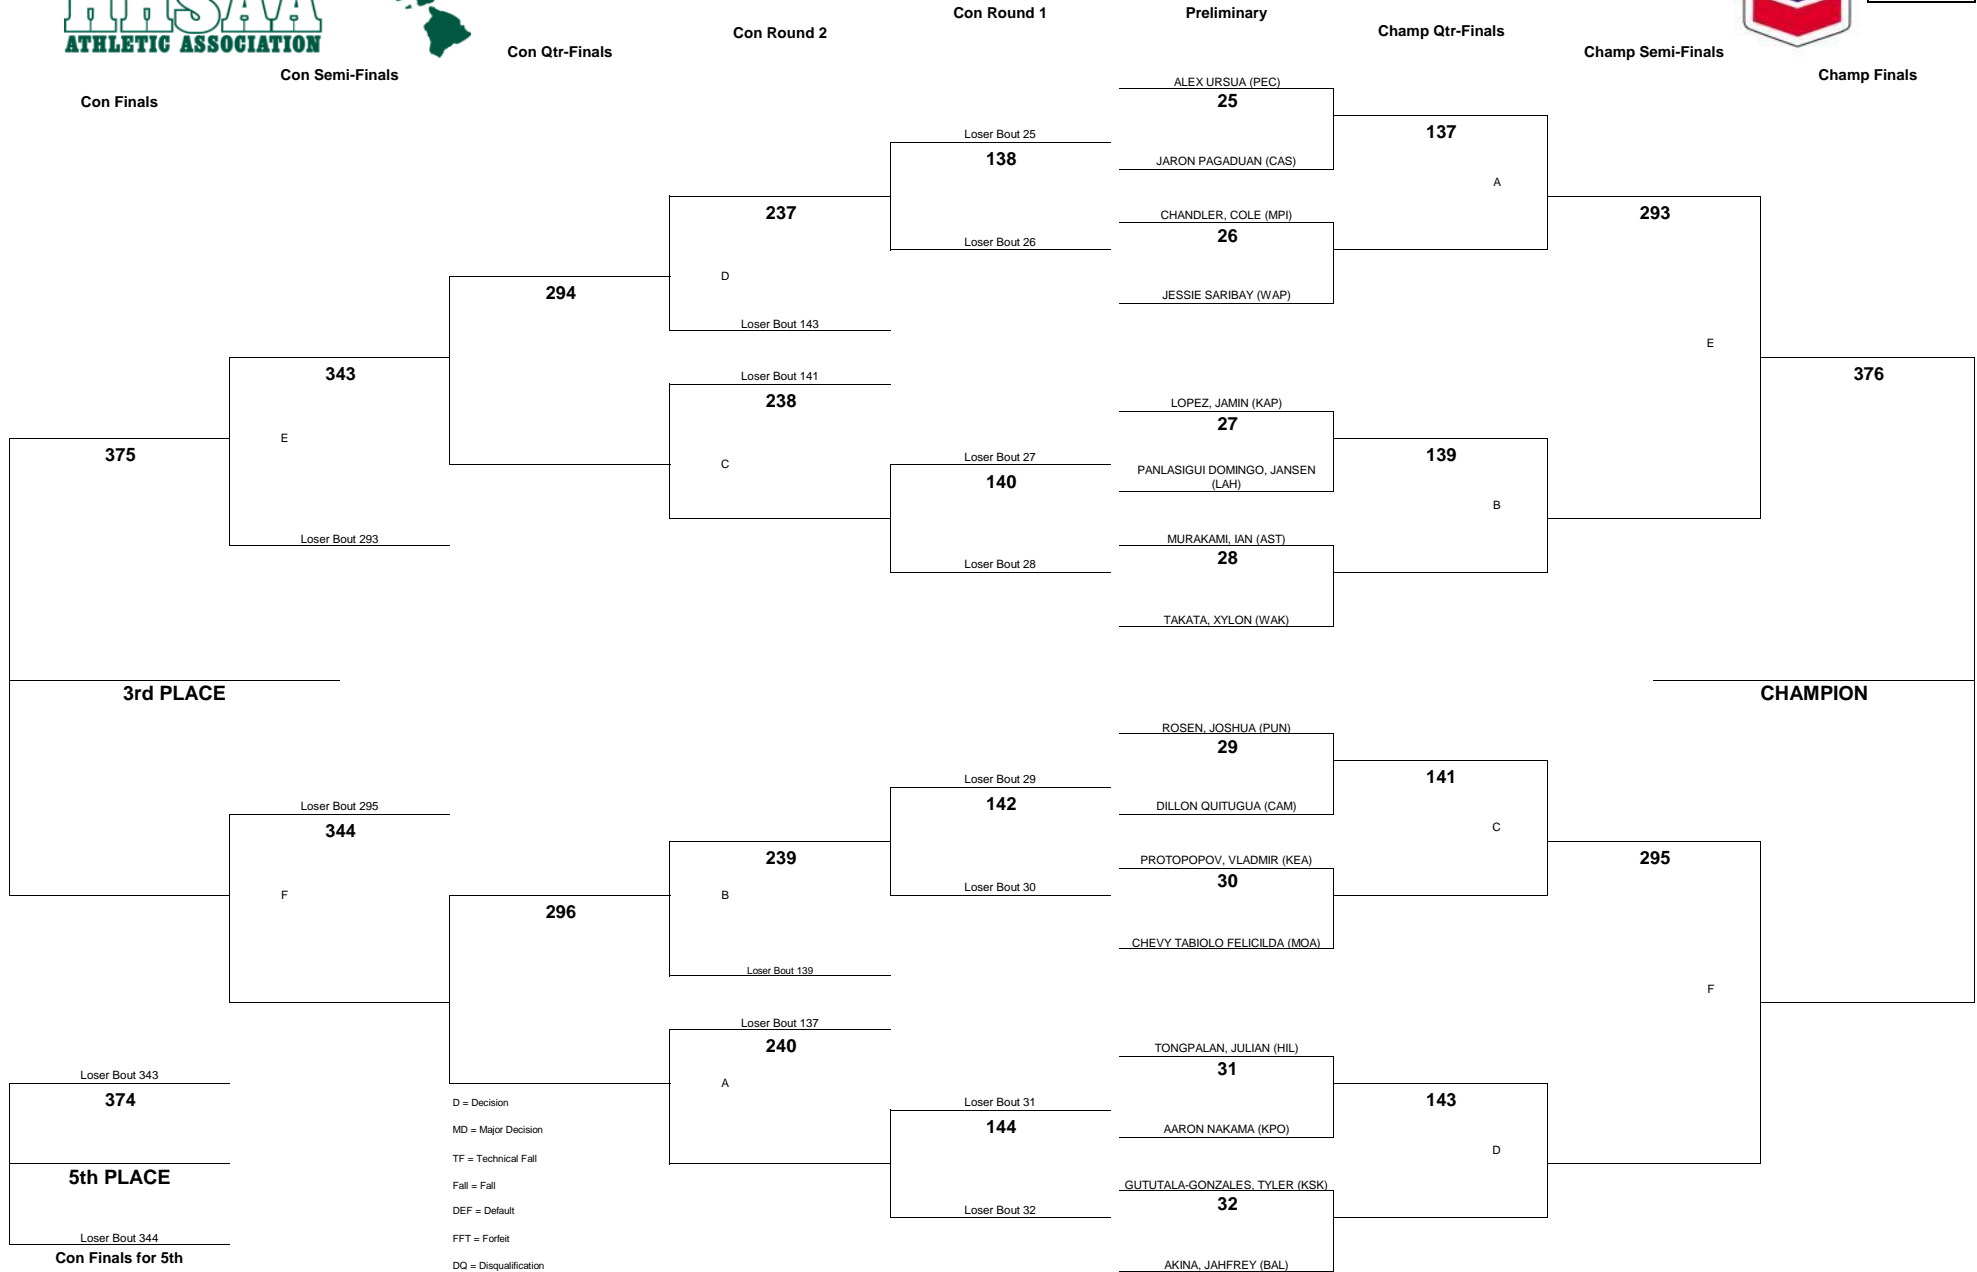 HHSAA
ATHLETIC ASSOCIATION
Con Finals
Con Semi-Finals
Con Qtr-Finals
Con Round 2
Con Round 1
Preliminary
Champ Qtr-Finals
Champ Semi-Finals
Champ Finals
ALEX URSUA (PEC)
25
JARON PAGADUAN (CAS)
CHANDLER, COLE (MPI)
26
JESSIE SARIBAY (WAP)
LOPEZ, JAMIN (KAP)
27
PANLASIGUI DOMINGO, JANSEN
(LAH)
MURAKAMI, IAN (AST)
28
TAKATA, XYLON (WAK)
ROSEN, JOSHUA (PUN)
29
DILLON QUITUGUA (CAM)
PROTOPOPOV, VLADMIR (KEA)
30
CHEVY TABIOLO FELICILDA (MOA)
TONGPALAN, JULIAN (HIL)
31
AARON NAKAMA (KPO)
GUTUTALA-GONZALES, TYLER (KSK)
32
AKINA, JAHFREY (BAL)
137
A
139
B
141
C
143
D
293
E
295
F
376
CHAMPION
Loser Bout 25
138
Loser Bout 26
Loser Bout 27
140
Loser Bout 28
Loser Bout 29
142
Loser Bout 30
Loser Bout 31
144
Loser Bout 32
237
D
Loser Bout 143
Loser Bout 141
238
C
239
B
Loser Bout 139
Loser Bout 137
240
A
294
296
343
E
Loser Bout 293
Loser Bout 295
344
F
375
3rd PLACE
Loser Bout 343
374
5th PLACE
Loser Bout 344
Con Finals for 5th
D = Decision
MD = Major Decision
TF = Technical Fall
Fall = Fall
DEF = Default
FFT = Forfeit
DQ = Disqualification